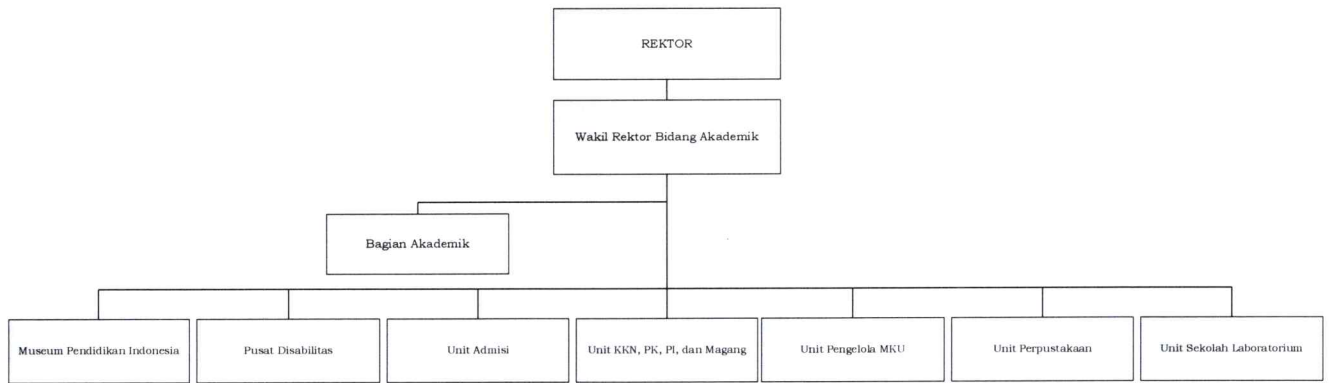 REKTOR
Wakil Rektor Bidang Akademik
Bagian Akademik
Museum Pendidikan Indonesia
Pusat Disabilitas
Unit Admisi
Unit KKN, PK, PI, dan Magang
Unit Pengelola MKU
Unit Perpustakaan
Unit Sekolah Laboratorium